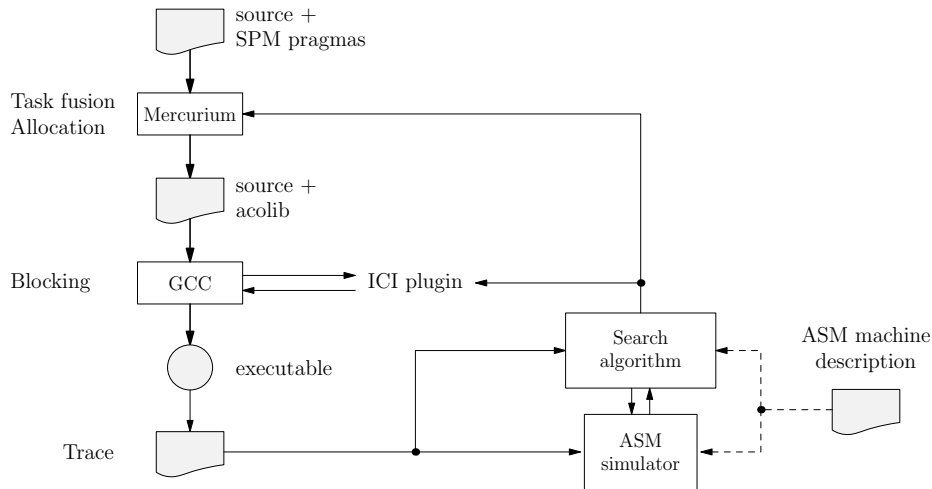 source +
SPM pragmas
Task fusion
Allocation
Mercurium
source +
acolib
Blocking
GCC
ICI plugin
Search
algorithm
ASM machine
description
executable
Trace
ASM
simulator